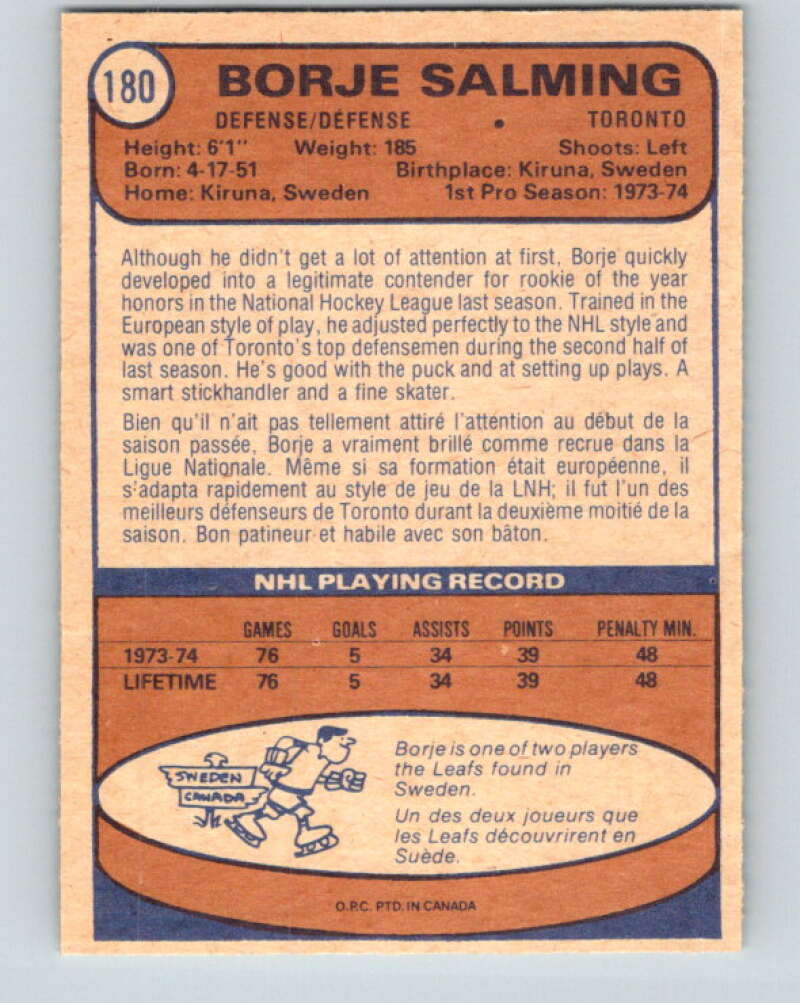 180
BORJE SALMING
DEFENSE/DÉFENSE • TORONTO
Height: 6'1" Weight: 185 Shoots: Left
Born: 4-17-51 Birthplace: Kiruna, Sweden
Home: Kiruna, Sweden 1st Pro Season: 1973-74
Although he didn't get a lot of attention at first, Borje quickly
developed into a legitimate contender for rookie of the year
honors in the National Hockey League last season. Trained in the
European style of play, he adjusted perfectly to the NHL style and
was one of Toronto's top defensemen during the second half of
last season. He's good with the puck and at setting up plays. A
smart stickhandler and a fine skater.
Bien qu'il n'ait pas tellement attiré l'attention au début de la
saison passée, Borje a vraiment brillé comme recrue dans la
Ligue Nationale. Même si sa formation était européenne, il
s'adapta rapidement au style de jeu de la LNH; il fut l'un des
meilleurs défenseurs de Toronto durant la deuxième moitié de la
saison. Bon patineur et habile avec son bâton.
NHL PLAYING RECORD
GAMES GOALS ASSISTS POINTS PENALTY MIN.
1973-74 76 5 34 39 48
LIFETIME 76 5 34 39 48
SWEDEN
CANADA
Borje is one of two players
the Leafs found in
Sweden.
Un des deux joueurs que
les Leafs découvrirent en
Suède.
O.P.C. PTD. IN CANADA